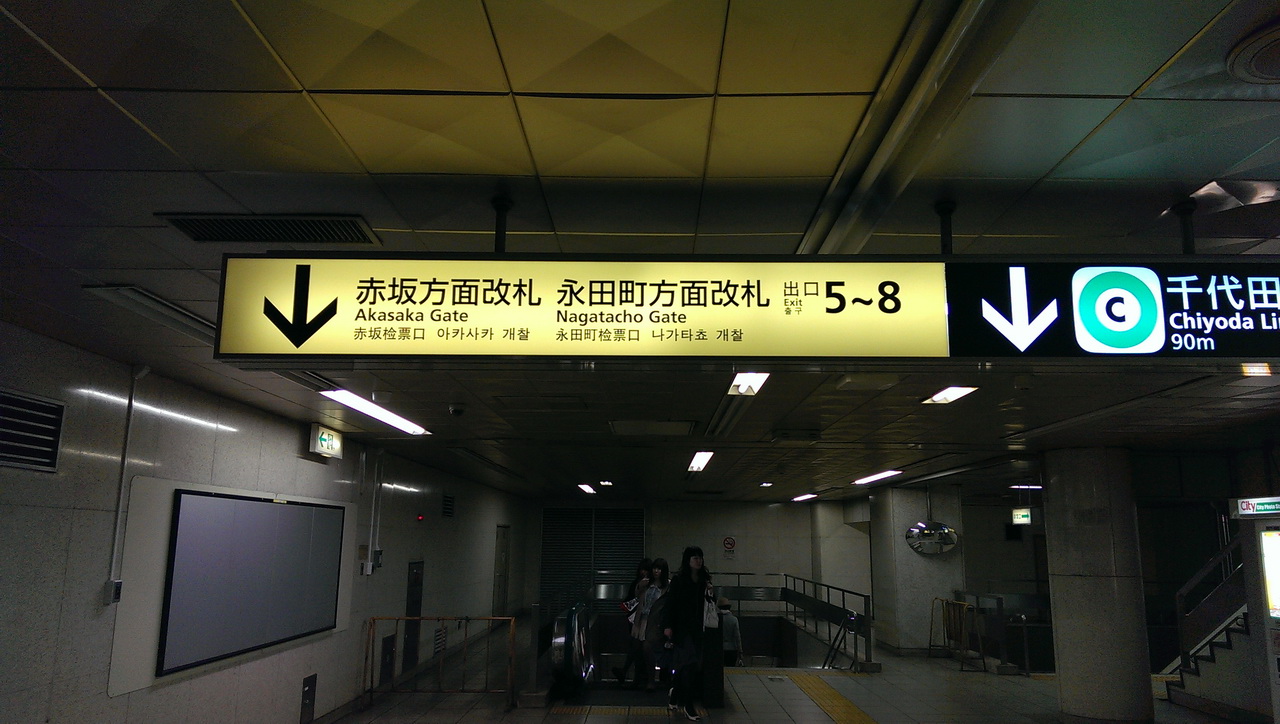 赤坂方面改札 永田町方面改札 出口 5~8
Akasaka Gate Nagatacho Gate Exit
赤坂检票口 아카사카 개찰 永田町检票口 나가타쵸 개찰 출구
C 千代田
Chiyoda Li
90m
City